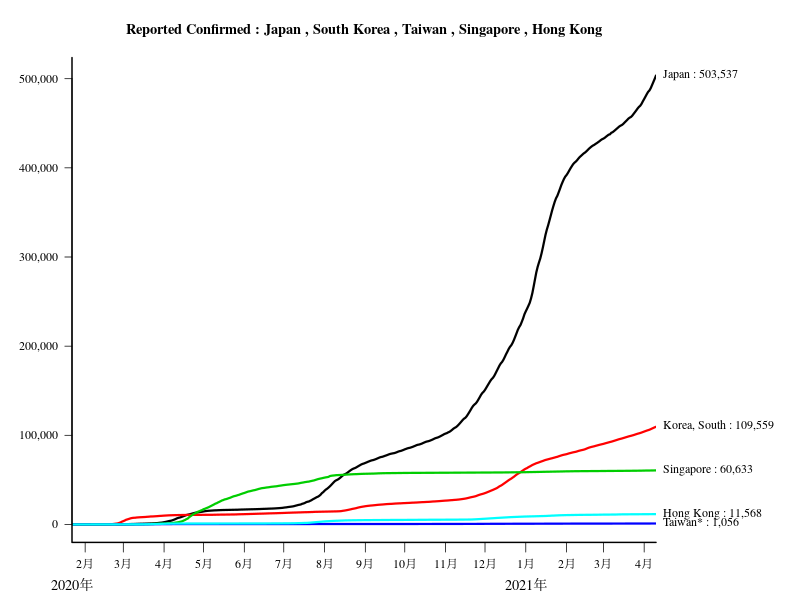 Reported Confirmed : Japan , South Korea , Taiwan , Singapore , Hong Kong
500,000
400,000
300,000
200,000
100,000
0
Japan : 503,537
Korea, South : 109,559
Singapore : 60,633
Hong Kong : 11,568
Taiwan* : 1,056
2月 3月 4月 5月 6月 7月 8月 9月 10月 11月 12月 1月 2月 3月 4月
2020年 2021年